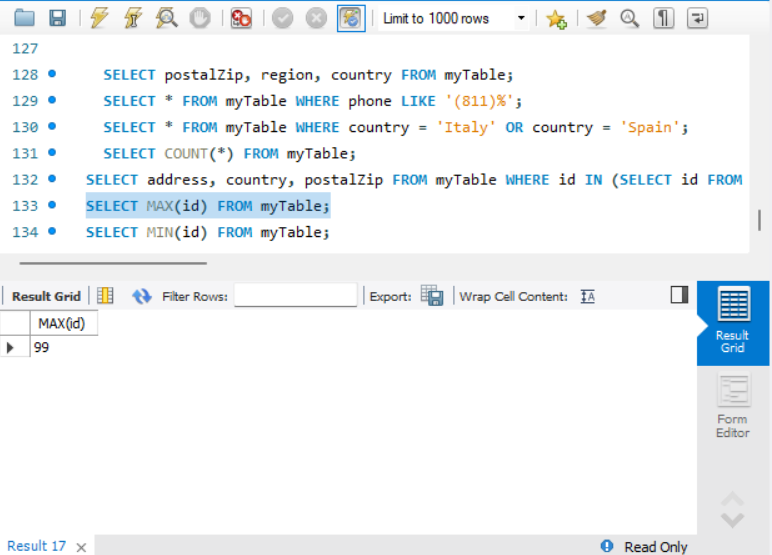 Limit to 1000 rows
127
128 SELECT postalZip, region, country FROM myTable;
129 SELECT * FROM myTable WHERE phone LIKE '(811)%';
130 SELECT * FROM myTable WHERE country = 'Italy' OR country = 'Spain';
131 SELECT COUNT(*) FROM myTable;
132 SELECT address, country, postalZip FROM myTable WHERE id IN (SELECT id FROM
133 SELECT MAX(id) FROM myTable;
134 SELECT MIN(id) FROM myTable;
Result Grid Filter Rows: Export: Wrap Cell Content: IA
MAX(id)
99
Result
Grid
Form
Editor
Result 17 × Read Only